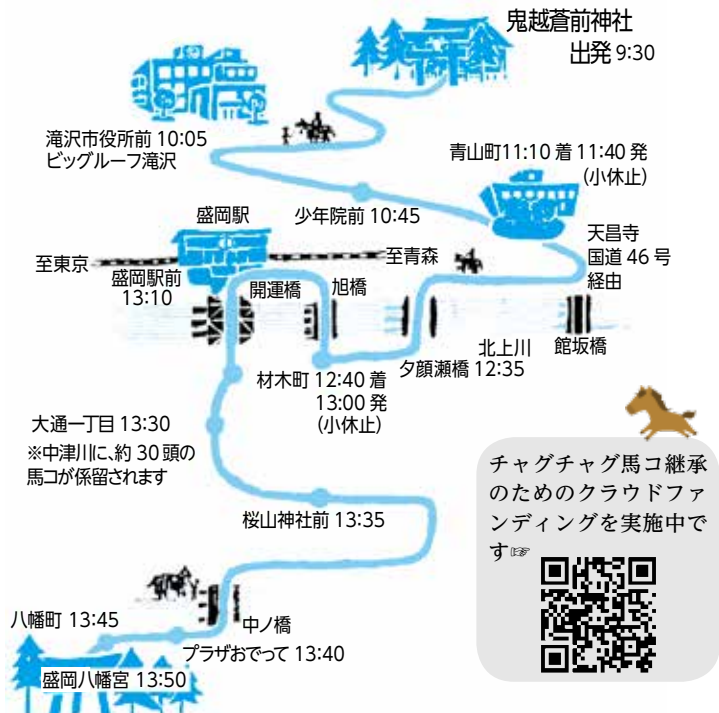 鬼越蒼前神社
出発 9:30
滝沢市役所前 10:05
ビッグルーフ滝沢
青山町11:10 着 11:40 発
(小休止)
少年院前 10:45
盛岡駅
天昌寺
国道 46 号
経由
至東京
至青森
盛岡駅前
13:10
開運橋
旭橋
北上川
館坂橋
夕顔瀬橋 12:35
材木町 12:40 着
13:00 発
(小休止)
大通一丁目 13:30
※中津川に、約 30 頭の
馬コが係留されます
チャグチャグ馬コ継承
のためのクラウドファ
ンディングを実施中で
す☞
桜山神社前 13:35
八幡町 13:45
中ノ橋
プラザおでって 13:40
盛岡八幡宮 13:50